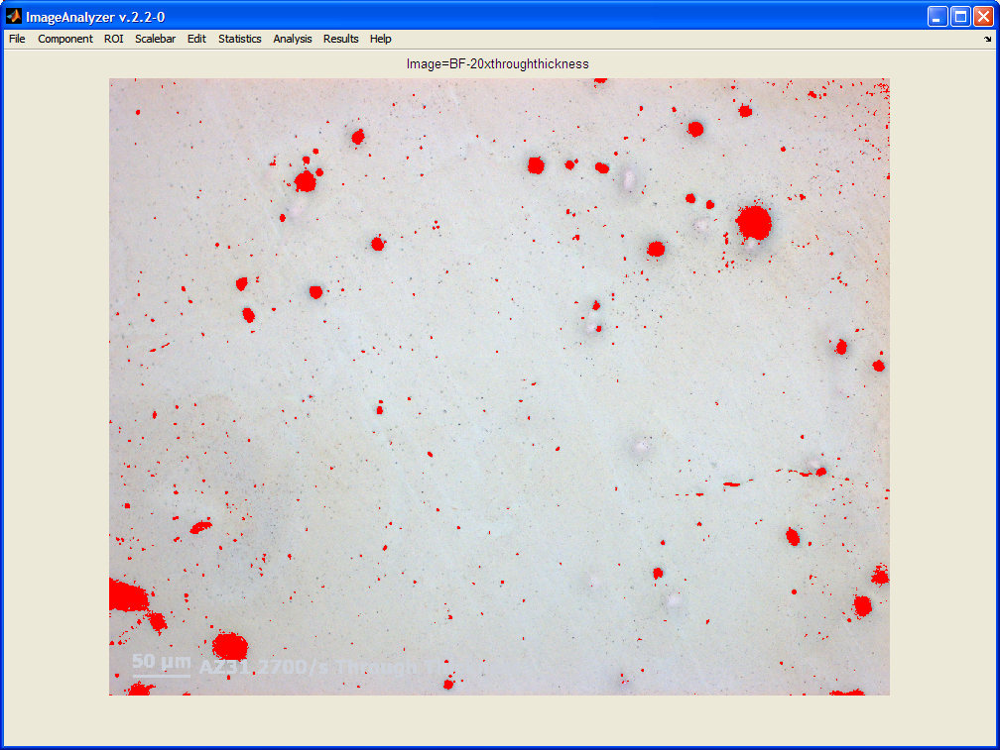 ImageAnalyzer v.2.2-0
File Component ROI Scalebar Edit Statistics Analysis Results Help
Image=BF-20xthroughthickness
50 µm AZ31 2700/s Through